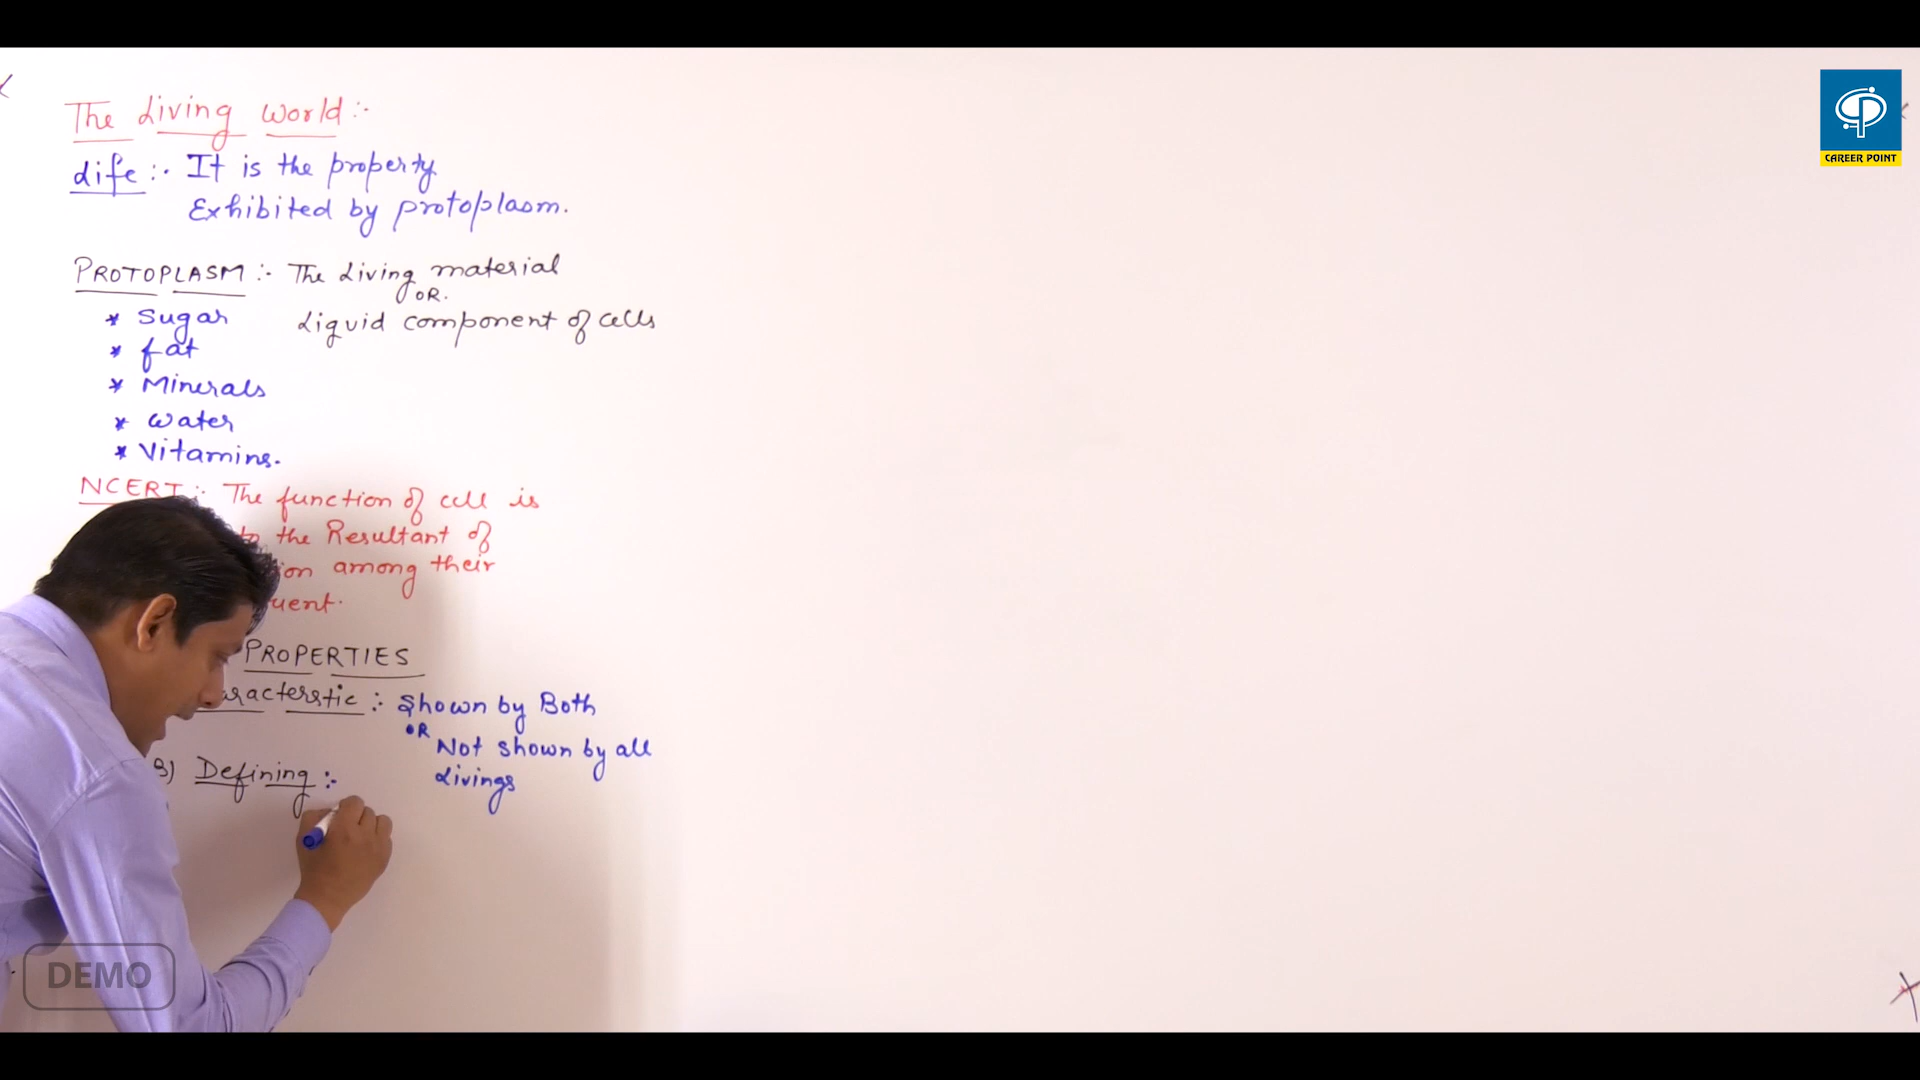 The Living World:-
Life:- It is the property
Exhibited by protoplasm.
PROTOPLASM:- The Living material
OR.
* Sugar Liquid component of cells
* fat
* Minerals
* Water
* Vitamins.
NCERT:- The function of cell is
the Resultant of
among their
PROPERTIES
Shown by Both
OR Not shown by all
Livings
B) Defining:-
CAREER POINT
DEMO